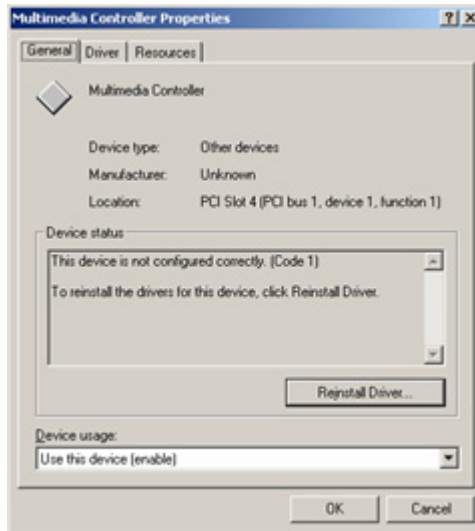 Multimedia Controller Properties
General Driver Resources
Multimedia Controller
Device type: Other devices
Manufacturer: Unknown
Location: PCI Slot 4 (PCI bus 1, device 1, function 1)
Device status
This device is not configured correctly. (Code 1)
To reinstall the drivers for this device, click Reinstall Driver.
Reinstall Driver...
Device usage:
Use this device (enable)
OK Cancel